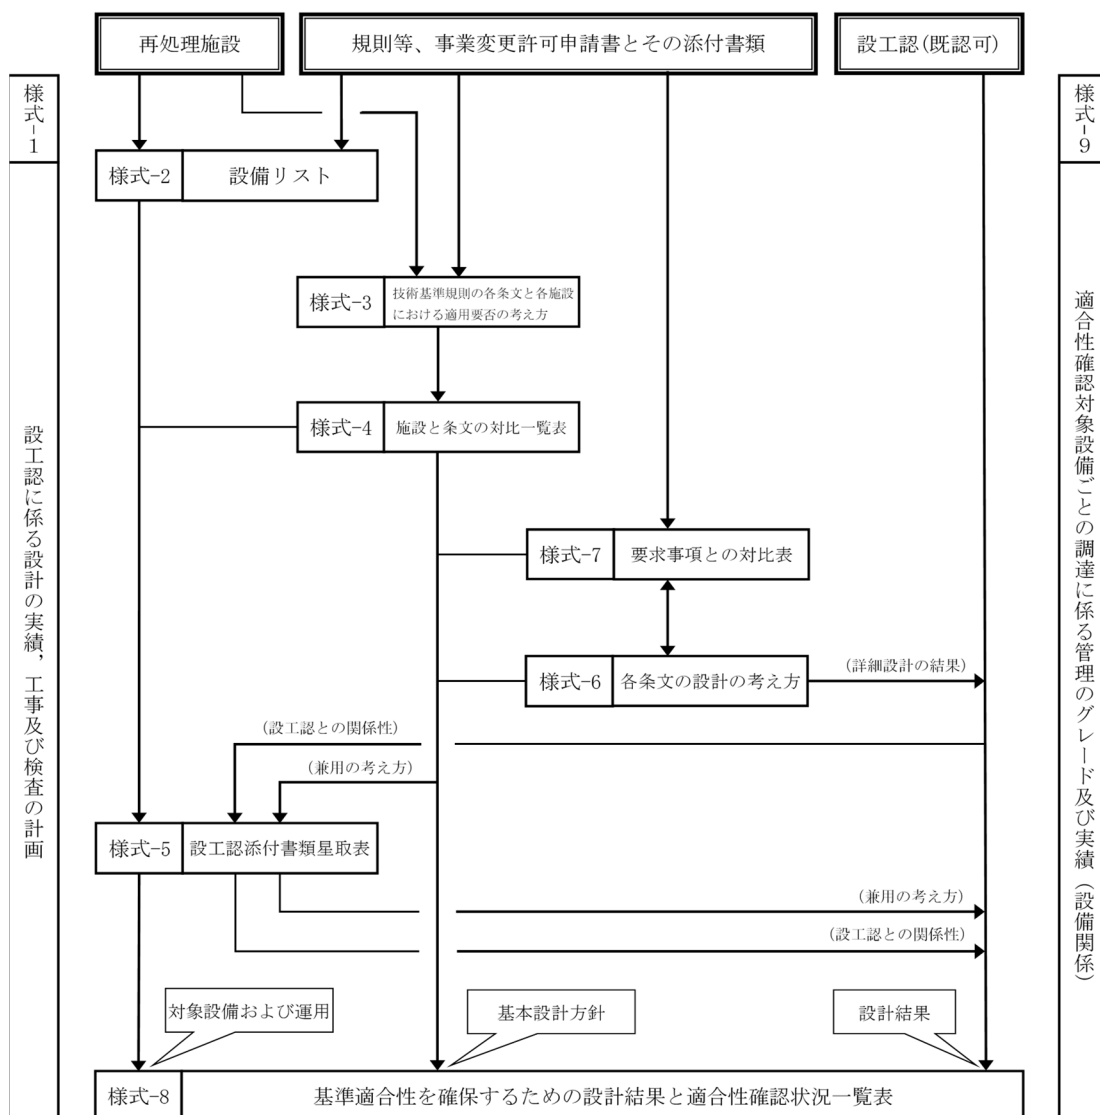 再処理施設
規則等、事業変更許可申請書とその添付書類
設工認(既認可)
様式-1
設工認に係る設計の実績，工事及び検査の計画
様式-9
適合性確認対象設備ごとの調達に係る管理のグレード及び実績（設備関係）
様式-2
設備リスト
様式-3
技術基準規則の各条文と各施設
における適用要否の考え方
様式-4
施設と条文の対比一覧表
様式-7
要求事項との対比表
様式-6
各条文の設計の考え方
(詳細設計の結果)
(設工認との関係性)
(兼用の考え方)
様式-5
設工認添付書類星取表
(兼用の考え方)
(設工認との関係性)
対象設備および運用
基本設計方針
設計結果
様式-8
基準適合性を確保するための設計結果と適合性確認状況一覧表